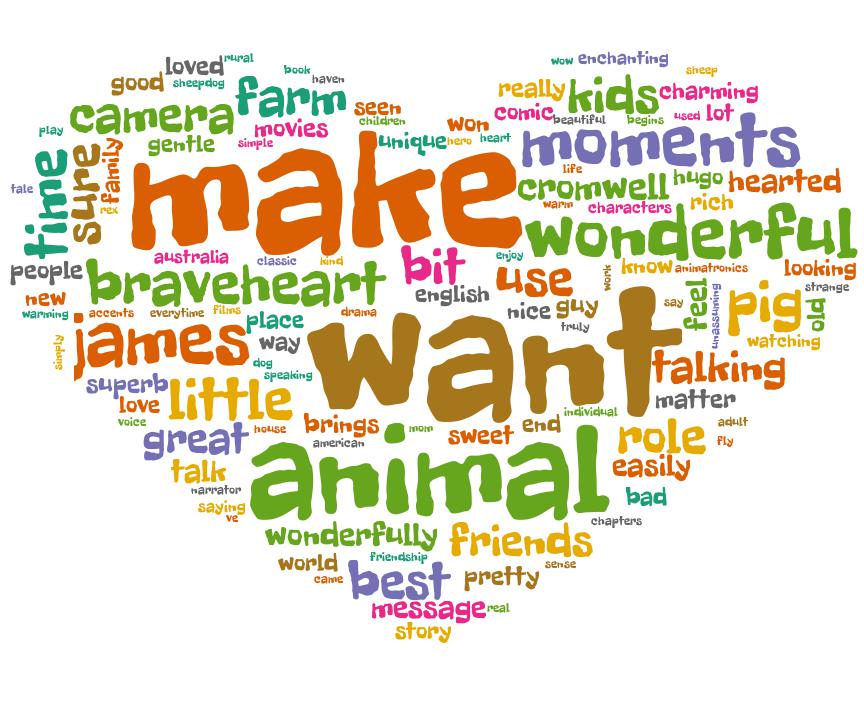 loved
rural
wow
enchanting
good
sheepdog
book
haven
sheep
camera
farm
seen
children
really
kids
charming
comic
beautiful
begins
used
lot
play
gentle
movies
simple
unique
hero
won
heart
moments
time
sure
family
make
life
cromwell
hugo
hearted
tale
rex
warm
characters
rich
wonderful
people
australia
classic
kind
bit
enjoy
braveheart
english
use
work
know
animatronics
looking
strange
new
warming
accents
everytime
films
drama
nice
guy
truly
say
feel
unassuming
pig
old
watching
simply
james
place
way
want
talking
dog
speaking
superb
matter
love
little
voice
great
house
brings
american
mom
sweet
end
individual
role
adult
fly
talk
narrator
animal
easily
saying
ve
bad
chapters
wonderfully
friends
world
friendship
sense
came
best
pretty
message
real
story